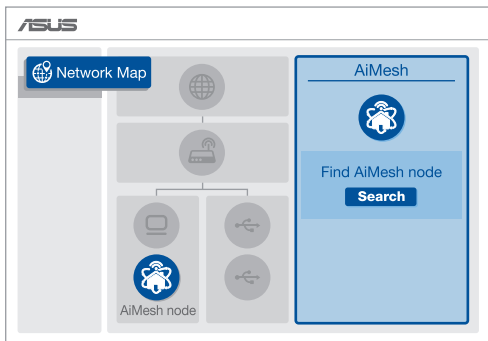 ASUS
Network Map
AiMesh
Find AiMesh node
Search
AiMesh node